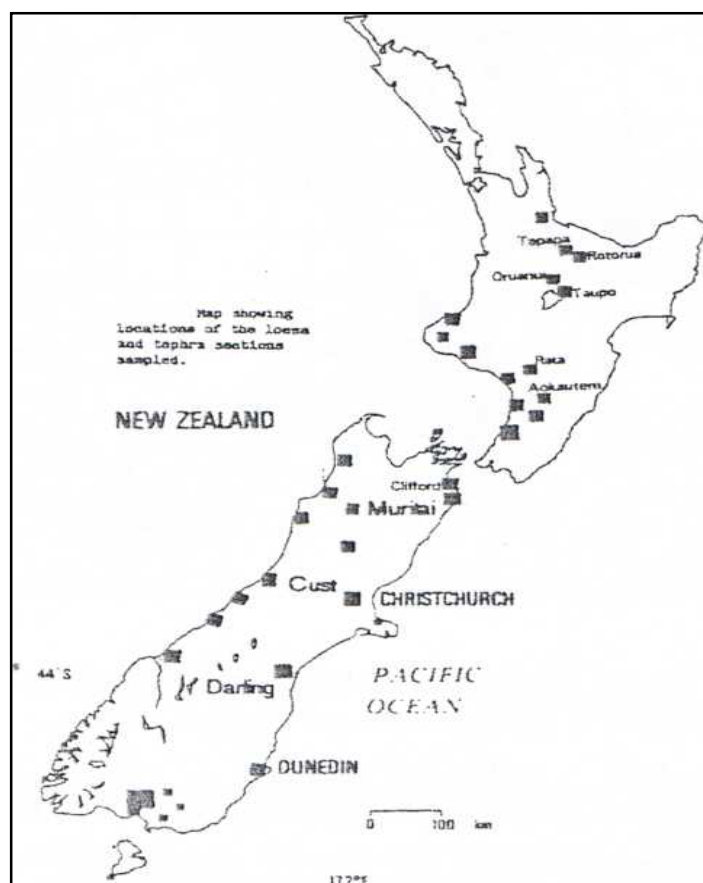 Tapapa
Rotorua
Oruanui
Taupo
Map showing
locations of the loess
and tephra sections
sampled.
Rata
Aokautere
NEW ZEALAND
Clifford
Muritai
Cust
CHRISTCHURCH
44°S
Darling
PACIFIC
OCEAN
DUNEDIN
0 100 km